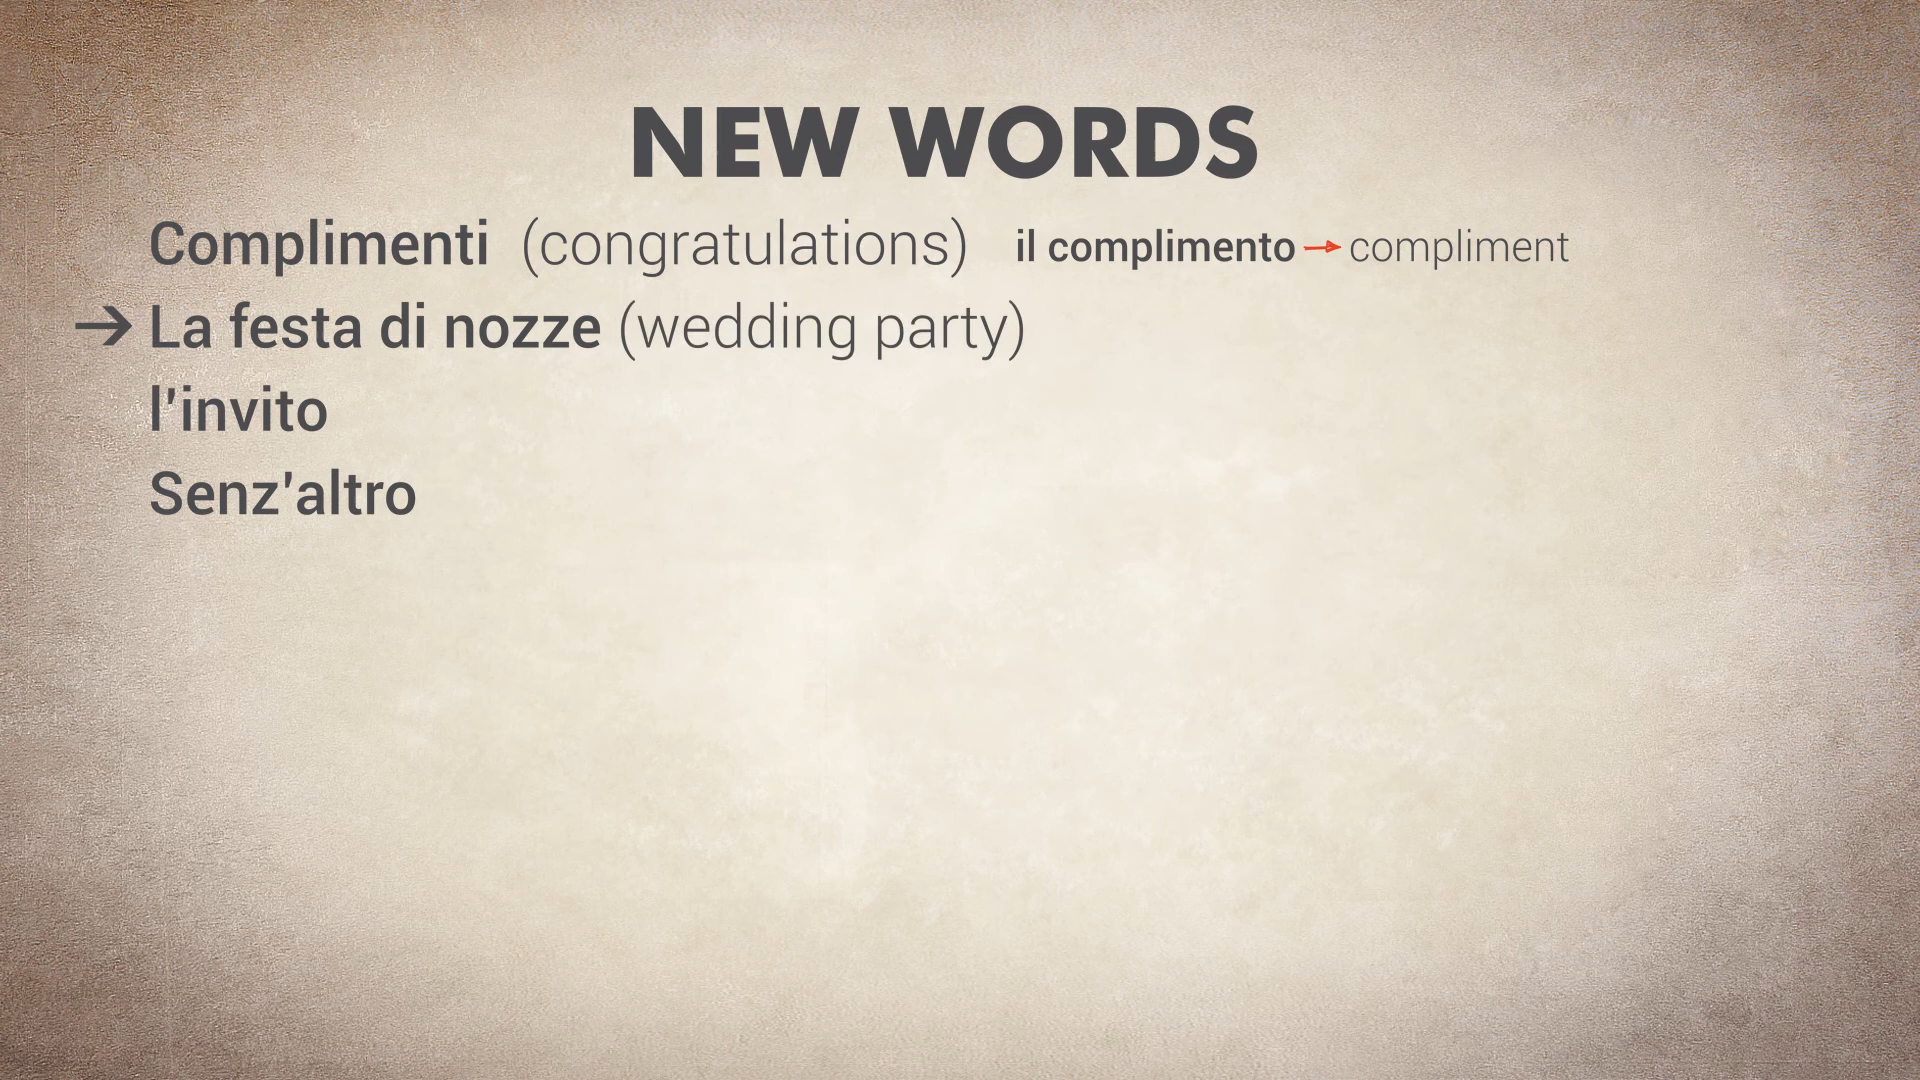 NEW WORDS
Complimenti (congratulations) il complimento → compliment
→ La festa di nozze (wedding party)
l'invito
Senz'altro